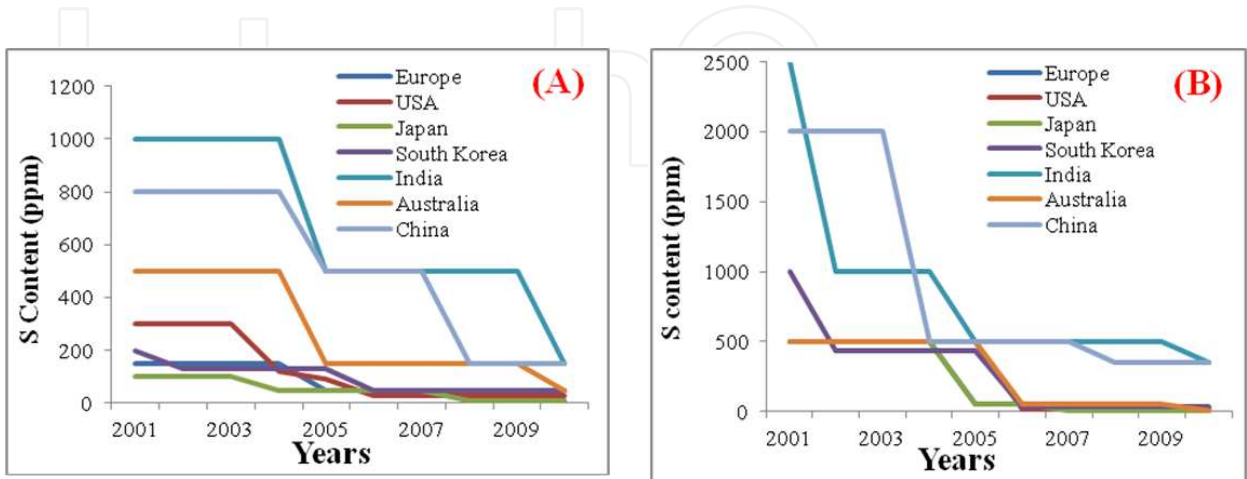 (A)
S Content (ppm)
1200
1000
800
600
400
200
0
Europe
USA
Japan
South Korea
India
Australia
China
2001 2003 2005 2007 2009
Years
(B)
S content (ppm)
2500
2000
1500
1000
500
0
Europe
USA
Japan
South Korea
India
Australia
China
2001 2003 2005 2007 2009
Years